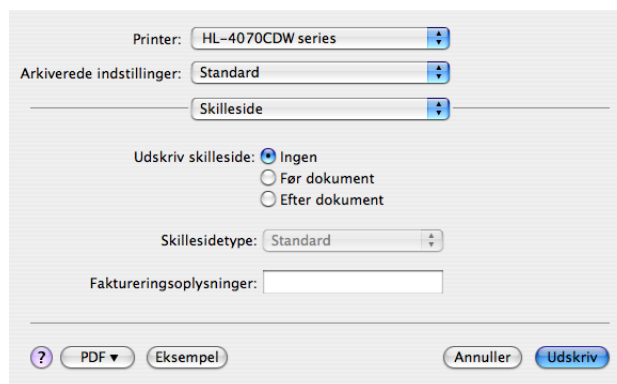 Printer: HL-4070CDW series
Arkiverede indstillinger: Standard
Skilleside
Udskriv skilleside: Ingen
Før dokument
Efter dokument
Skillesidetype: Standard
Faktureringsoplysninger:
? PDF ▼ Eksempel Annuller Udskriv